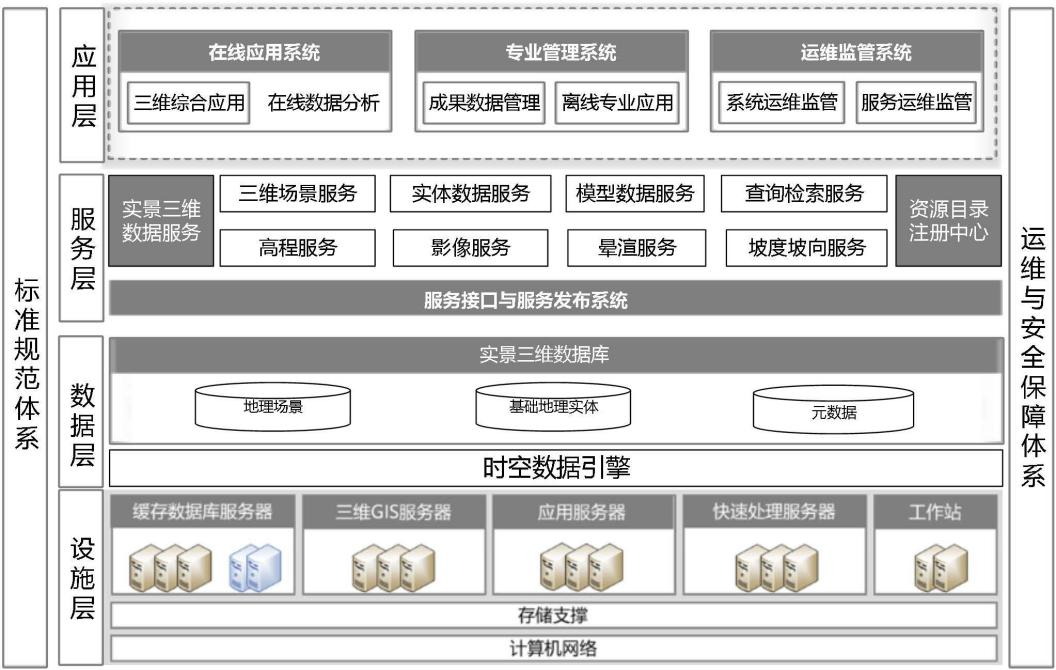 标准规范体系
应用层
在线应用系统
三维综合应用
在线数据分析
专业管理系统
成果数据管理
离线专业应用
运维监管系统
系统运维监管
服务运维监管
服务层
实景三维
数据服务
三维场景服务
实体数据服务
模型数据服务
查询检索服务
高程服务
影像服务
晕渲服务
坡度坡向服务
资源目录
注册中心
服务接口与服务发布系统
数据层
实景三维数据库
地理场景
基础地理实体
元数据
时空数据引擎
设施层
缓存数据库服务器
三维GIS服务器
应用服务器
快速处理服务器
工作站
存储支撑
计算机网络
运维与安全保障体系